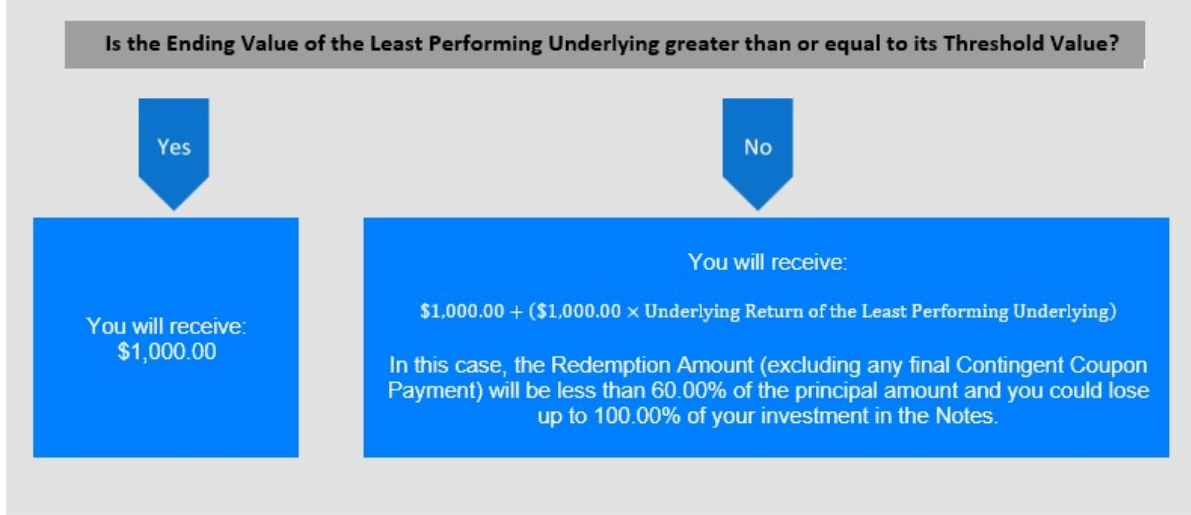 Is the Ending Value of the Least Performing Underlying greater than or equal to its Threshold Value?
Yes
No
You will receive:
$1,000.00
You will receive:
$1,000.00 + ($1,000.00 × Underlying Return of the Least Performing Underlying)
In this case, the Redemption Amount (excluding any final Contingent Coupon
Payment) will be less than 60.00% of the principal amount and you could lose
up to 100.00% of your investment in the Notes.